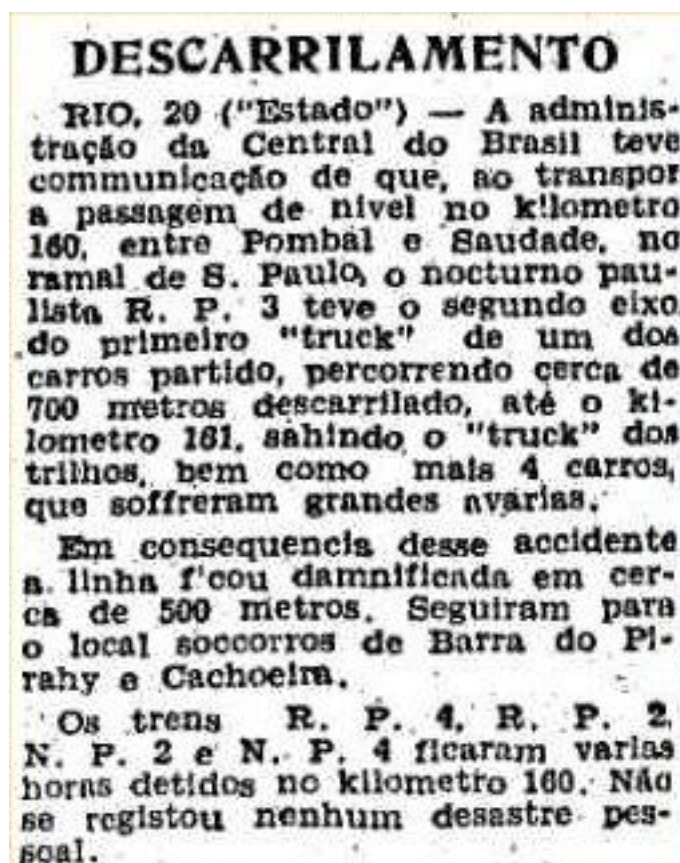 DESCARRILAMENTO
RIO, 20 ("Estado") — A adminis-
tração da Central do Brasil teve
communicação de que, ao transpor
a passagem de nivel no kilometro
160, entre Pombal e Saudade, no
ramal de S. Paulo, o nocturno pau-
lista R. P. 3 teve o segundo eixo
do primeiro "truck" de um dos
carros partido, percorrendo cerca de
700 metros descarrilado, até o ki-
lometro 161, sahindo o "truck" dos
trilhos, bem como mais 4 carros,
que soffreram grandes avarias.
Em consequencia desse accidente
a linha f'cou damnificada em cer-
ca de 500 metros. Seguiram para
o local soccorros de Barra do Pi-
rahy e Cachoeira.
Os trens R. P. 4, R. P. 2,
N. P. 2 e N. P. 4 ficaram varias
horas detidos no kilometro 160. Não
se registou nenhum desastre pes-
soal.